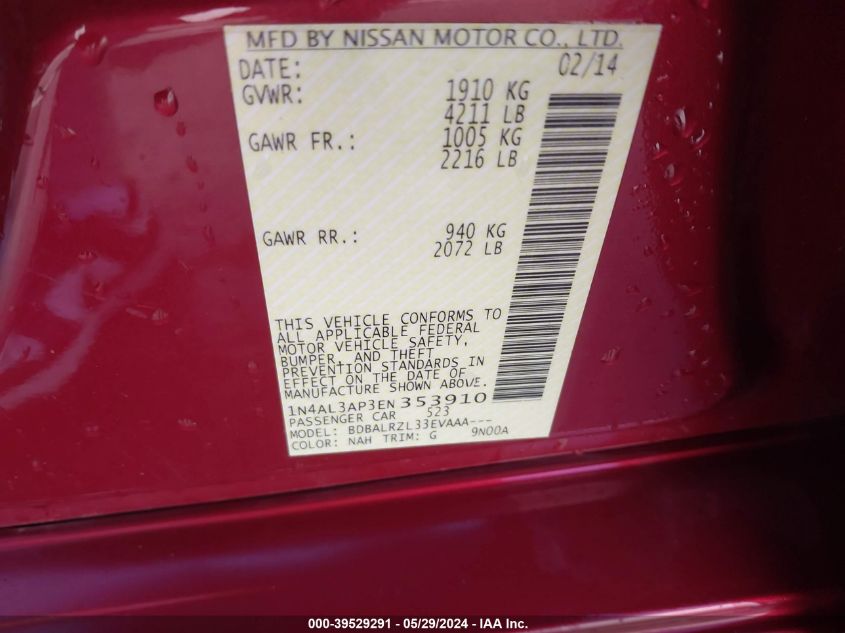 MFD BY NISSAN MOTOR CO., LTD.
DATE: 02/14
GVWR: 1910 KG
4211 LB
GAWR FR.: 1005 KG
2216 LB
GAWR RR.: 940 KG
2072 LB
THIS VEHICLE CONFORMS TO
ALL APPLICABLE FEDERAL
MOTOR VEHICLE SAFETY,
BUMPER, AND THEFT
PREVENTION STANDARDS IN
EFFECT ON THE DATE OF
MANUFACTURE SHOWN ABOVE.
1N4AL3AP3EN353910
PASSENGER CAR 523
MODEL: BDBALRZL33EVAAA---
COLOR: NAH TRIM: G 9N00A
000-39529291 - 05/29/2024 - IAA Inc.